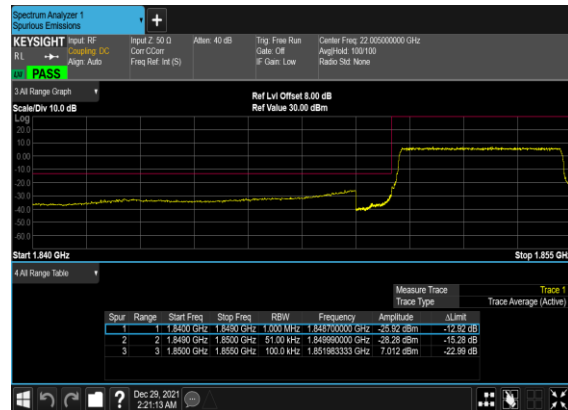 Spectrum Analyzer 1
Spurious Emissions
+
KEYSIGHT Input: RF Input Z: 50 Ω Atten: 40 dB Trig: Free Run Center Freq: 22.005000000 GHz
RL Coupling: DC Corr CCorr Gate: Off Avg|Hold: 100/100
Align: Auto Freq Ref: Int (S) IF Gain: Low Radio Std: None
PASS
3 All Range Graph
Ref Lvl Offset 8.00 dB
Scale/Div 10.0 dB Ref Value 30.00 dBm
Log
20.0
10.0
0.00
-10.0
-20.0
-30.0
-40.0
-50.0
-60.0
Start 1.840 GHz Stop 1.855 GH
4 All Range Table
Measure Trace Trace 1
Trace Type Trace Average (Active)
Spur Range Start Freq Stop Freq RBW Frequency Amplitude ΔLimit
1 1 1.8400 GHz 1.8490 GHz 1.000 MHz 1.848700000 GHz -25.92 dBm -12.92 dB
2 2 1.8490 GHz 1.8500 GHz 51.00 kHz 1.849990000 GHz -28.28 dBm -15.28 dB
3 3 1.8500 GHz 1.8550 GHz 100.0 kHz 1.851983333 GHz 7.012 dBm -22.99 dB
? Dec 29, 2021
2:21:13 AM